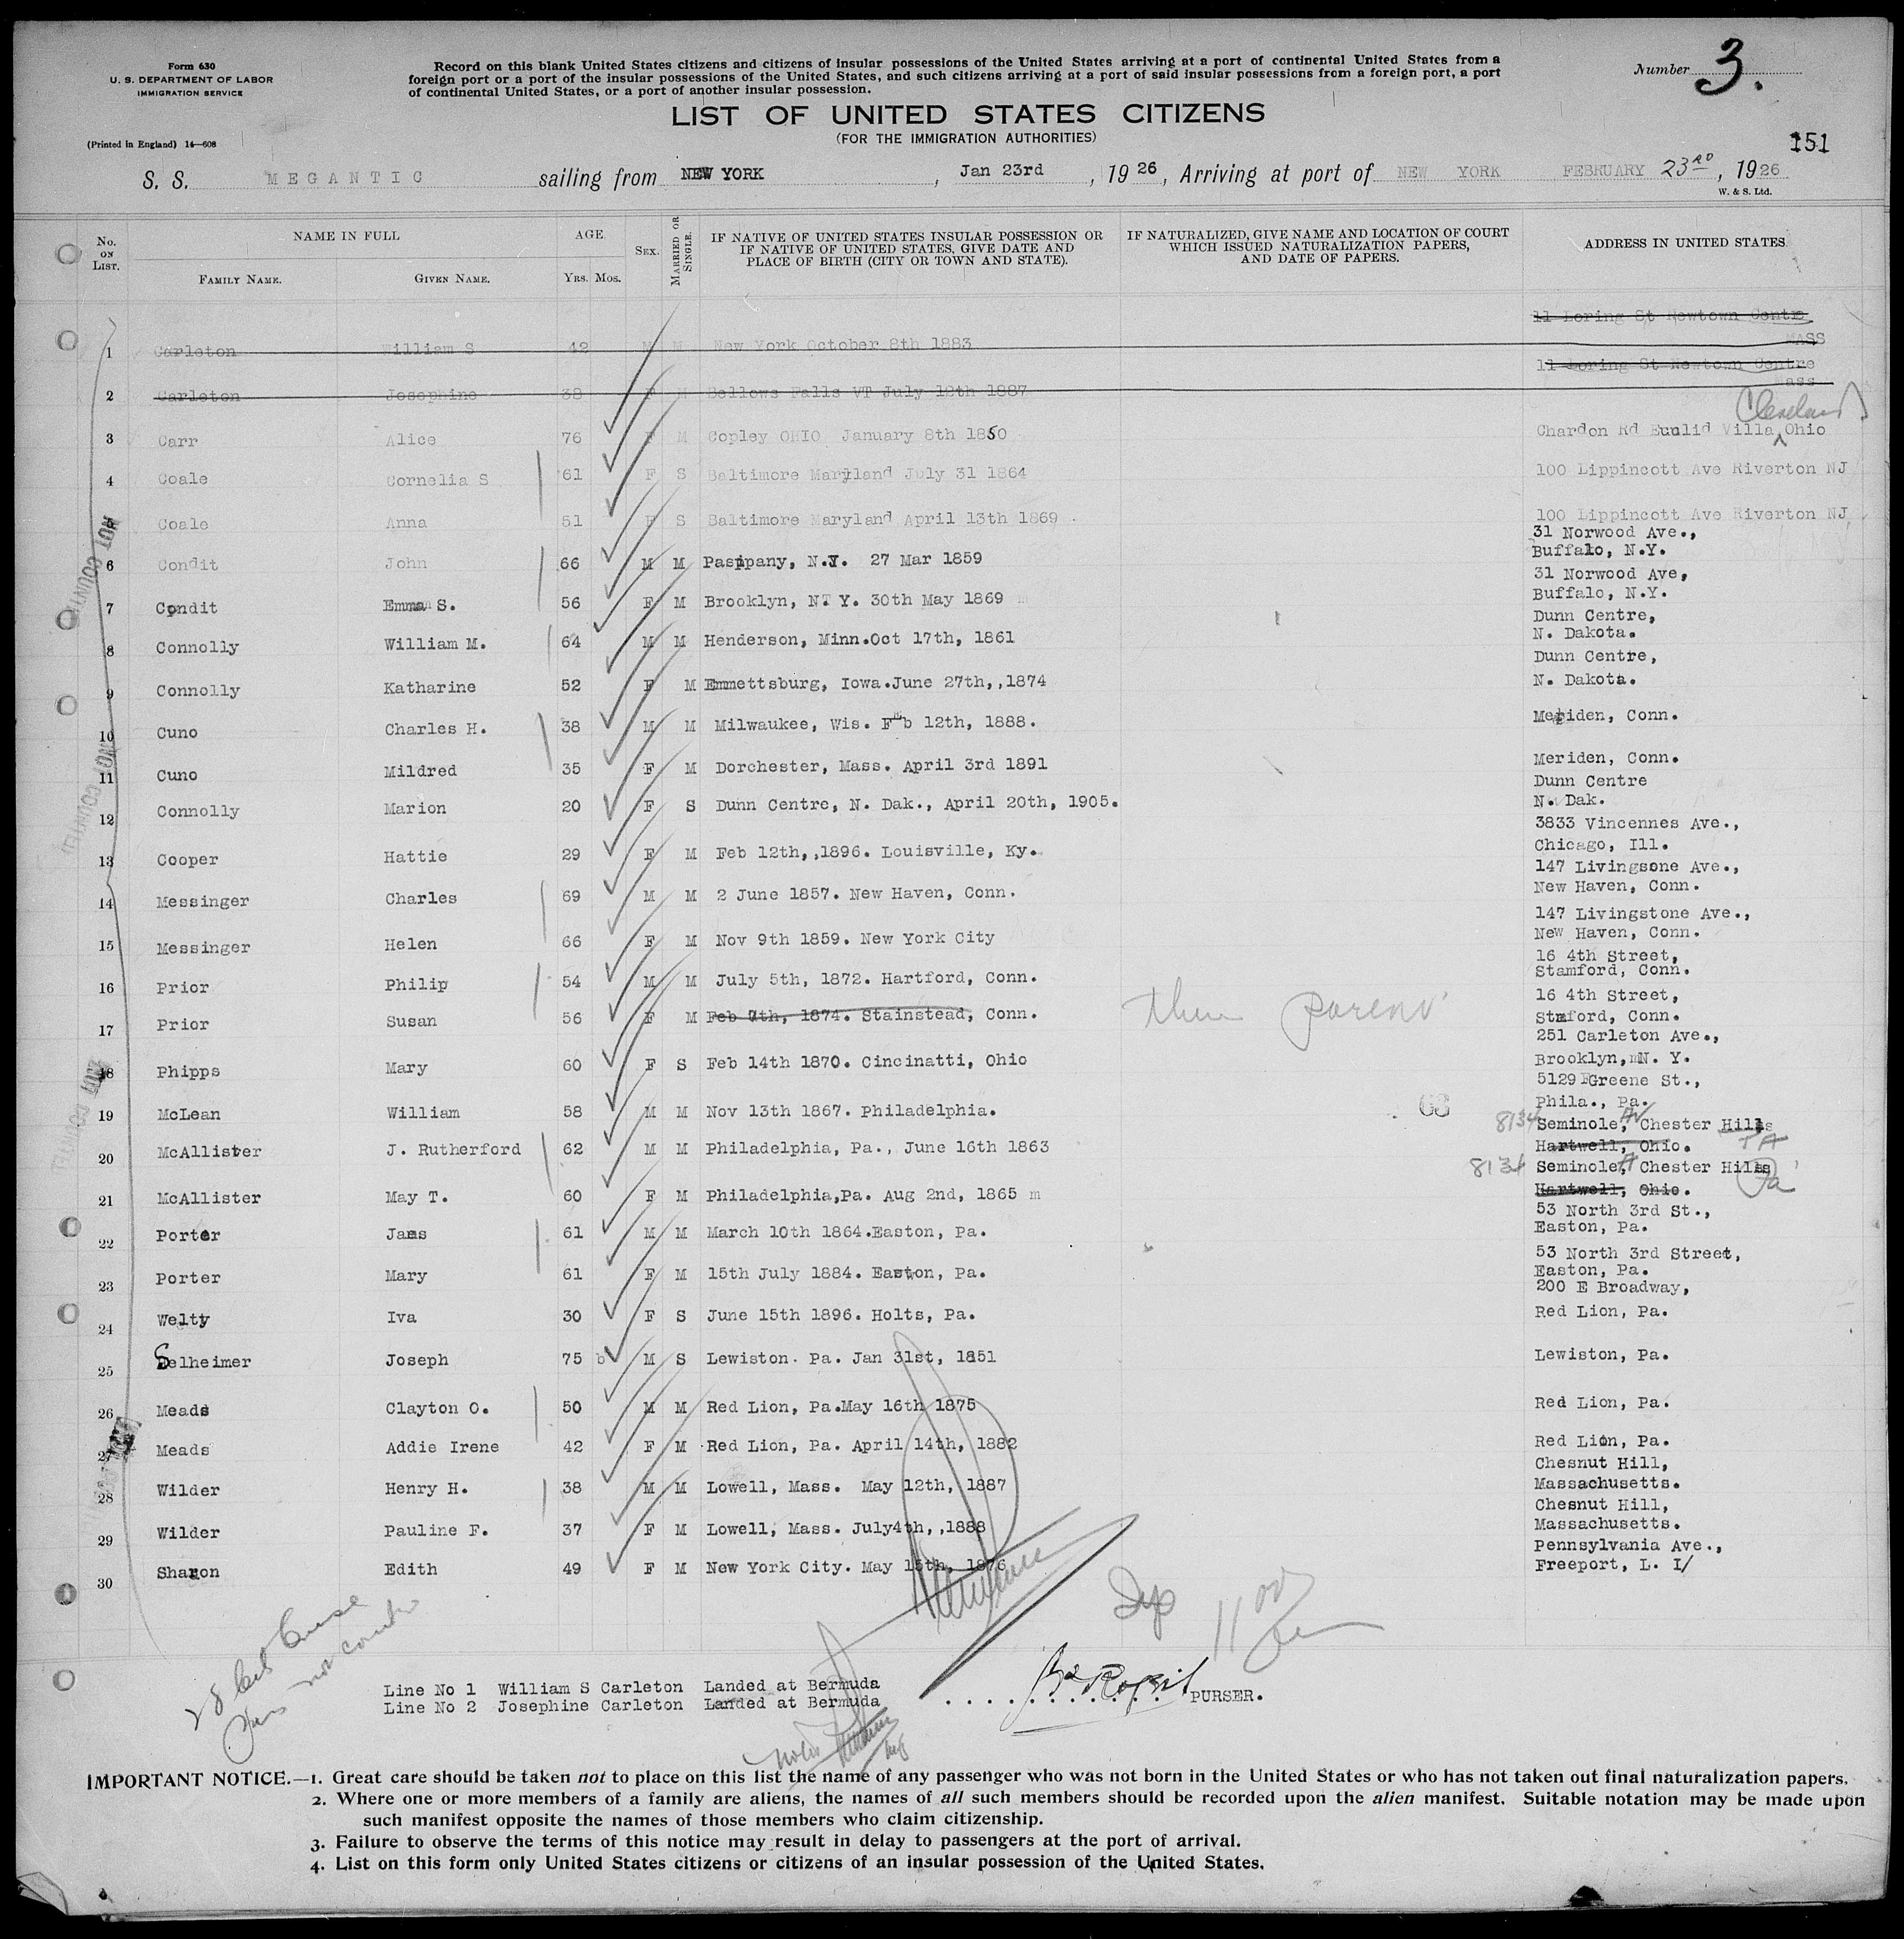 Form 630
U. S. DEPARTMENT OF LABOR
IMMIGRATION SERVICE
(Printed in England) 14—608
Record on this blank United States citizens and citizens of insular possessions of the United States arriving at a port of continental United States from a
foreign port or a port of the insular possessions of the United States, and such citizens arriving at a port of said insular possessions from a foreign port, a port
of continental United States, or a port of another insular possession.
Number 3.
LIST OF UNITED STATES CITIZENS
(FOR THE IMMIGRATION AUTHORITIES)
151
S. S. MEGANTIC sailing from NEW YORK, Jan 23rd, 1926, Arriving at port of NEW YORK FEBRUARY 23RD, 1926
W. & S. Ltd.
No. ON LIST. NAME IN FULL FAMILY NAME. GIVEN NAME. AGE. YRS. MOS. SEX. MARRIED OR SINGLE. IF NATIVE OF UNITED STATES INSULAR POSSESSION OR IF NATIVE OF UNITED STATES, GIVE DATE AND PLACE OF BIRTH (CITY OR TOWN AND STATE). IF NATURALIZED, GIVE NAME AND LOCATION OF COURT WHICH ISSUED NATURALIZATION PAPERS, AND DATE OF PAPERS. ADDRESS IN UNITED STATES
1 Carleton William S 42 M M New York October 8th 1883 11 Loring St Newtown Centre MASS
2 Carleton Josephine 38 F M Bellows Falls VT July 12th 1887 11 Loring St Newtown Centre ass
3 Carr Alice 76 F M Copley OHIO January 8th 1850 Chardon Rd Euclid Villa Cleveland Ohio
4 Coale Cornelia S 61 F S Baltimore Maryland July 31 1864 100 Lippincott Ave Riverton NJ
Coale Anna 51 F S Baltimore Maryland April 13th 1869 100 Lippincott Ave Riverton NJ
6 Condit John 66 M M Pasipany, N.J. 27 Mar 1859 31 Norwood Ave., Buffalo, N.Y.
7 Condit Emma S. 56 F M Brooklyn, N. Y. 30th May 1869 31 Norwood Ave, Buffalo, N.Y.
8 Connolly William M. 64 M M Henderson, Minn.Oct 17th, 1861 Dunn Centre, N. Dakota.
9 Connolly Katharine 52 F M Emmettsburg, Iowa.June 27th,,1874 Dunn Centre, N. Dakota.
10 Cuno Charles H. 38 M M Milwaukee, Wis. Feb 12th, 1888. Meriden, Conn.
11 Cuno Mildred 35 F M Dorchester, Mass. April 3rd 1891 Meriden, Conn.
12 Connolly Marion 20 F S Dunn Centre, N. Dak., April 20th, 1905. Dunn Centre N. Dak.
13 Cooper Hattie 29 F M Feb 12th,,1896. Louisville, Ky. 3833 Vincennes Ave., Chicago, Ill.
14 Messinger Charles 69 M M 2 June 1857. New Haven, Conn. 147 Livingsone Ave., New Haven, Conn.
15 Messinger Helen 66 F M Nov 9th 1859. New York City 147 Livingstone Ave., New Haven, Conn.
16 Prior Philip 54 M M July 5th, 1872. Hartford, Conn. 16 4th Street, Stamford, Conn.
17 Prior Susan 56 F M Feb 7th, 1874. Stainstead, Conn. 16 4th Street, Stmford, Conn.
18 Phipps Mary 60 F S Feb 14th 1870. Cincinatti, Ohio 251 Carleton Ave., Brooklyn, N. Y.
19 McLean William 58 M M Nov 13th 1867. Philadelphia. 5129 Greene St., Phila., Pa.
20 McAllister J. Rutherford 62 M M Philadelphia, Pa., June 16th 1863 8134 Seminole, Av Chester Hills Hartwell, Ohio. PA
21 McAllister May T. 60 F M Philadelphia,Pa. Aug 2nd, 1865 8134 Seminole, Chester Hills Hartwell, Ohio. Pa
22 Porter Jams 61 M M March 10th 1864.Easton, Pa. 53 North 3rd St., Easton, Pa.
23 Porter Mary 61 F M 15th July 1884. Easton, Pa. 53 North 3rd Street, Easton, Pa.
24 Welty Iva 30 F S June 15th 1896. Holts, Pa. 200 E Broadway, Red Lion, Pa.
25 Selheimer Joseph 75 M S Lewiston. Pa. Jan 31st, 1851 Lewiston, Pa.
26 Meads Clayton O. 50 M M Red Lion, Pa.May 16th 1875 Red Lion, Pa.
27 Meads Addie Irene 42 F M Red Lion, Pa. April 14th, 1882 Red Lion, Pa.
28 Wilder Henry H. 38 M M Lowell, Mass. May 12th, 1887 Chesnut Hill, Massachusetts.
29 Wilder Pauline F. 37 F M Lowell, Mass. July4th,,1888 Chesnut Hill, Massachusetts.
30 Sharon Edith 49 F M New York City. May 15th, 1876 Pennsylvania Ave., Freeport, L. I/
NOT COUNTED
NOT COUNTED
NOT COUNTED
Line No 1 William S Carleton Landed at Bermuda
Line No 2 Josephine Carleton Landed at Bermuda
PURSER.
IMPORTANT NOTICE.—1. Great care should be taken not to place on this list the name of any passenger who was not born in the United States or who has not taken out final naturalization papers.
2. Where one or more members of a family are aliens, the names of all such members should be recorded upon the alien manifest. Suitable notation may be made upon
such manifest opposite the names of those members who claim citizenship.
3. Failure to observe the terms of this notice may result in delay to passengers at the port of arrival.
4. List on this form only United States citizens or citizens of an insular possession of the United States.